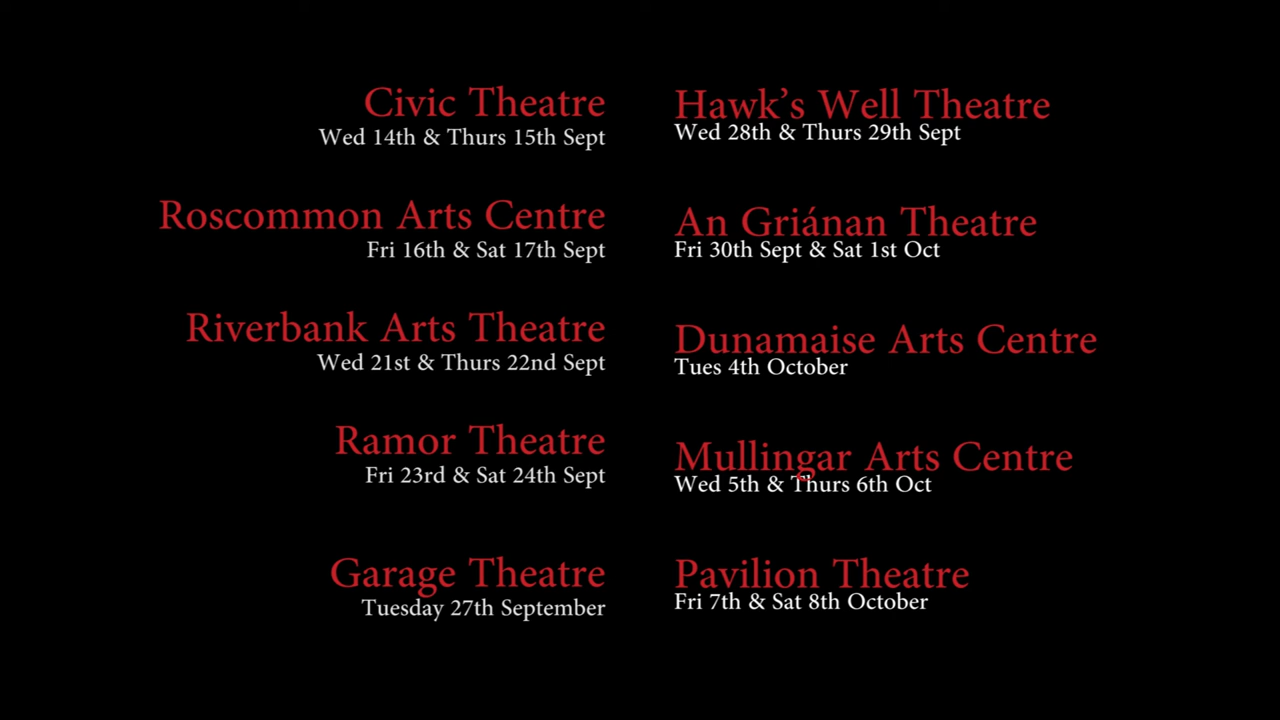 Civic Theatre
Wed 14th & Thurs 15th Sept
Roscommon Arts Centre
Fri 16th & Sat 17th Sept
Riverbank Arts Theatre
Wed 21st & Thurs 22nd Sept
Ramor Theatre
Fri 23rd & Sat 24th Sept
Garage Theatre
Tuesday 27th September
Hawk's Well Theatre
Wed 28th & Thurs 29th Sept
An Griánan Theatre
Fri 30th Sept & Sat 1st Oct
Dunamaise Arts Centre
Tues 4th October
Mullingar Arts Centre
Wed 5th & Thurs 6th Oct
Pavilion Theatre
Fri 7th & Sat 8th October